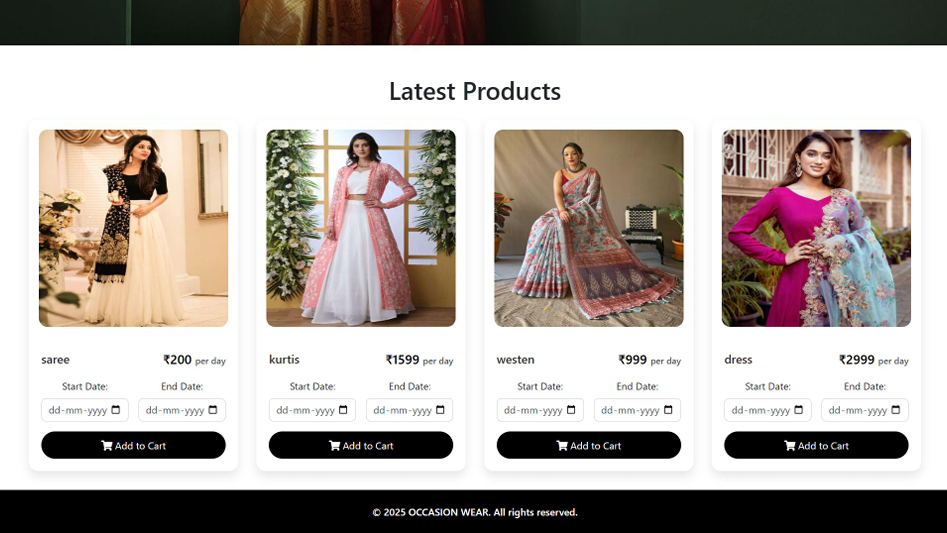 Latest Products
saree ₹200 per day
Start Date: End Date:
dd-mm-yyyy dd-mm-yyyy
Add to Cart
kurtis ₹1599 per day
Start Date: End Date:
dd-mm-yyyy dd-mm-yyyy
Add to Cart
westen ₹999 per day
Start Date: End Date:
dd-mm-yyyy dd-mm-yyyy
Add to Cart
dress ₹2999 per day
Start Date: End Date:
dd-mm-yyyy dd-mm-yyyy
Add to Cart
© 2025 OCCASION WEAR. All rights reserved.